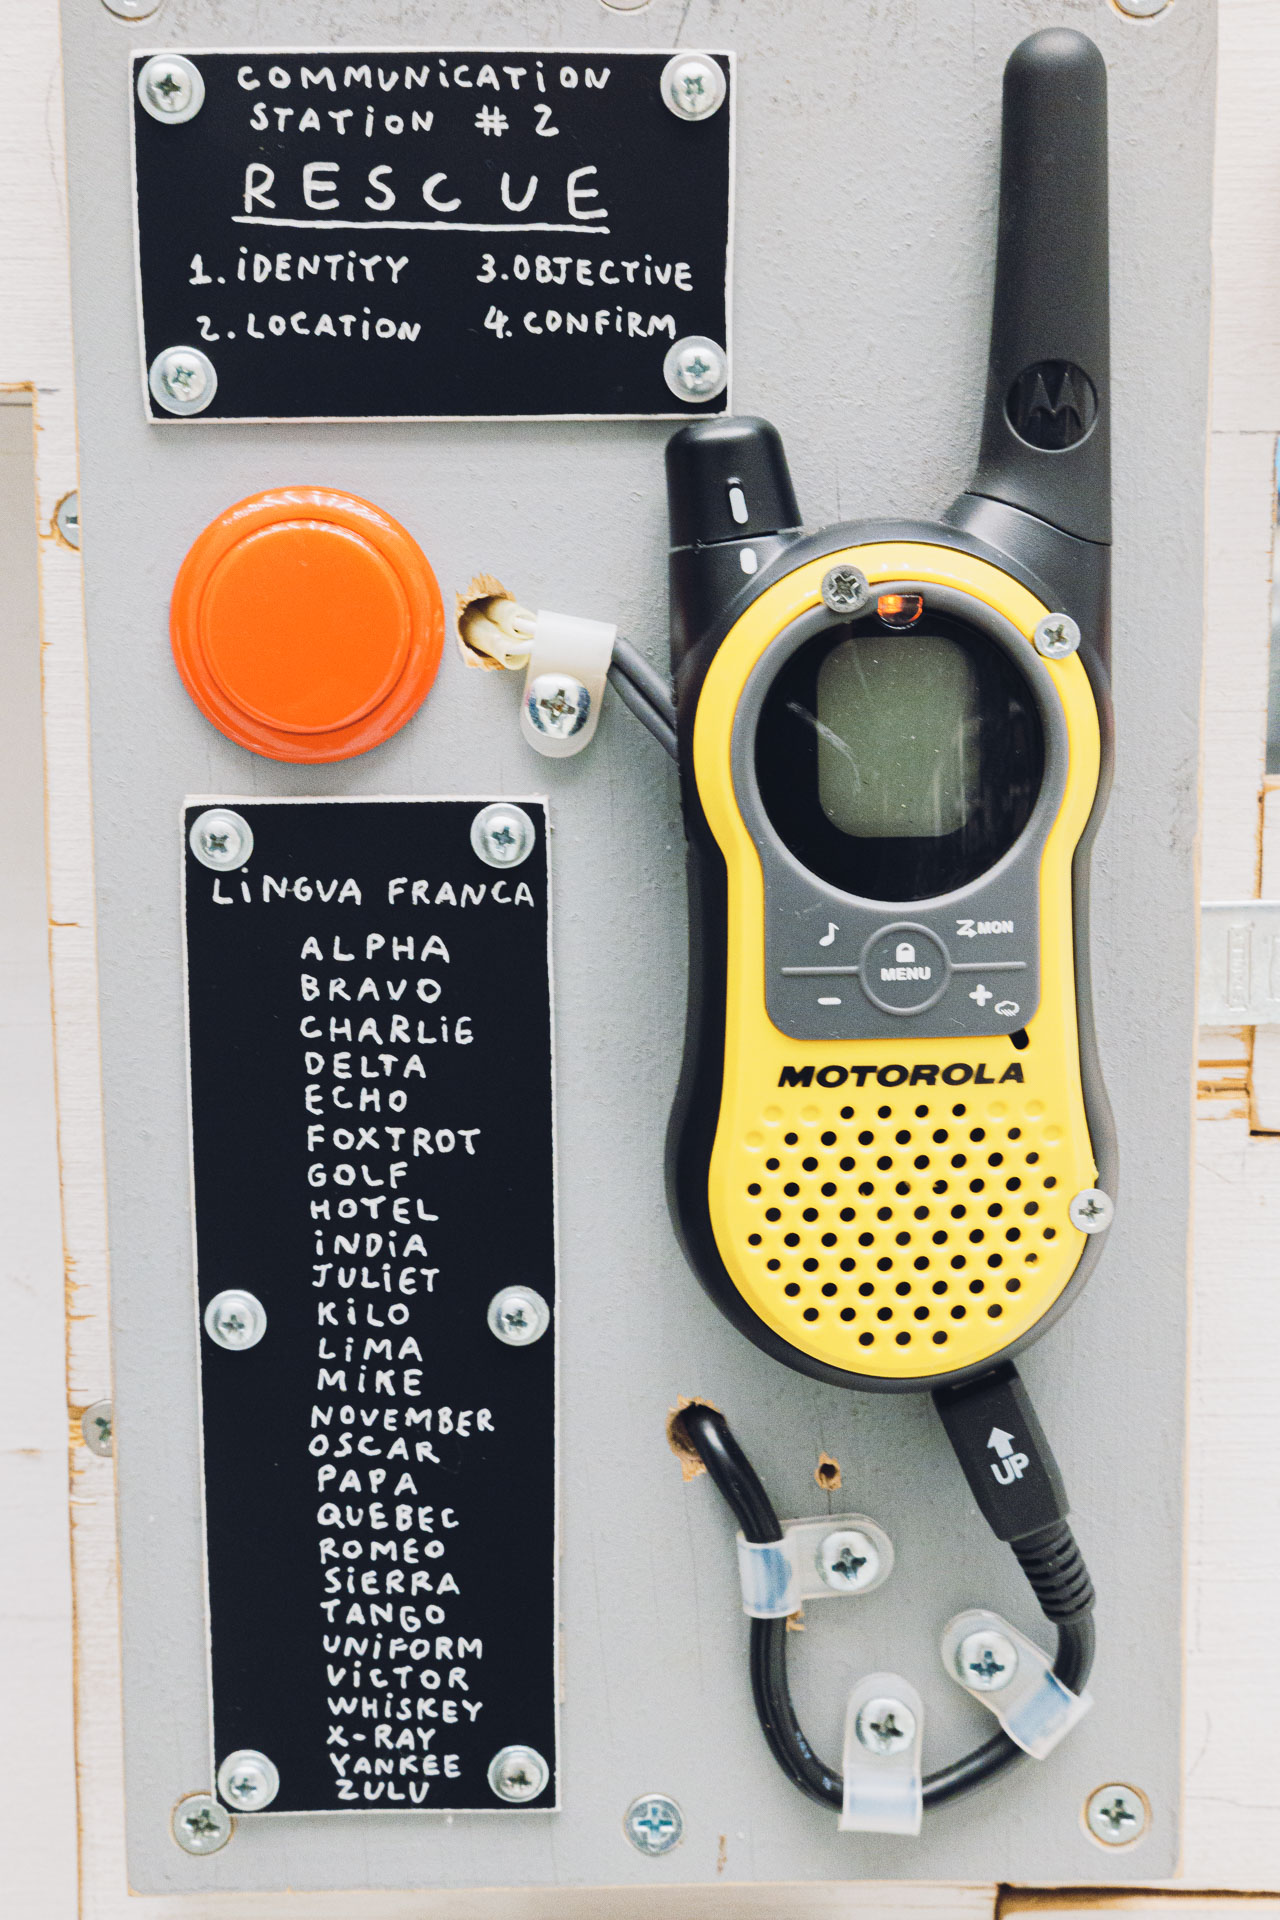 COMMUNICATION
STATION # 2
RESCUE
1. IDENTITY 3. OBJECTIVE
2. LOCATION 4. CONFIRM
LINGVA FRANCA
ALPHA
BRAVO
CHARLIE
DELTA
ECHO
FOXTROT
GOLF
HOTEL
INDIA
JULIET
KILO
LIMA
MIKE
NOVEMBER
OSCAR
PAPA
QUEBEC
ROMEO
SIERRA
TANGO
UNIFORM
VICTOR
WHISKEY
X-RAY
YANKEE
ZULU
MON
MENU
- +
MOTOROLA
UP